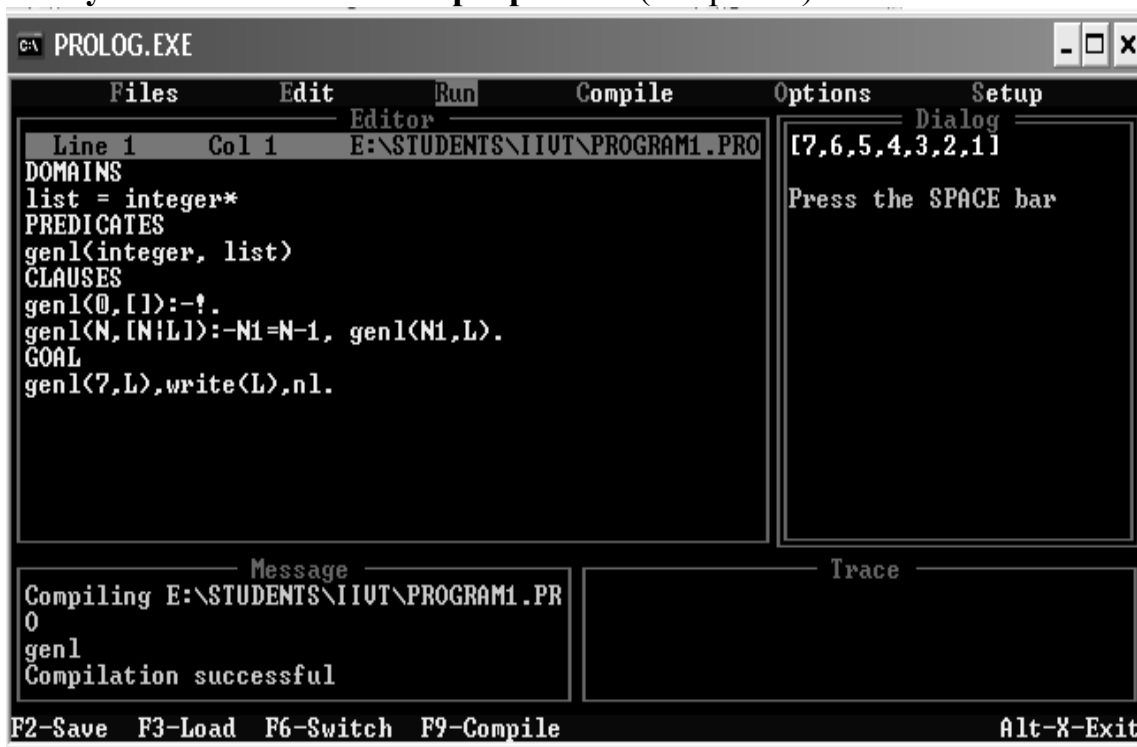 C:\ PROLOG.EXE
Files Edit Run Compile Options Setup
Editor
Line 1 Col 1 E:\STUDENTS\IIVT\PROGRAM1.PRO
DOMAINS
list = integer*
PREDICATES
genl(integer, list)
CLAUSES
genl(0,[]):-!.
genl(N,[N¦L]):-N1=N-1, genl(N1,L).
GOAL
genl(7,L),write(L),nl.
Dialog
[7,6,5,4,3,2,1]
Press the SPACE bar
Message
Compiling E:\STUDENTS\IIVT\PROGRAM1.PR
O
genl
Compilation successful
Trace
F2-Save F3-Load F6-Switch F9-Compile Alt-X-Exit